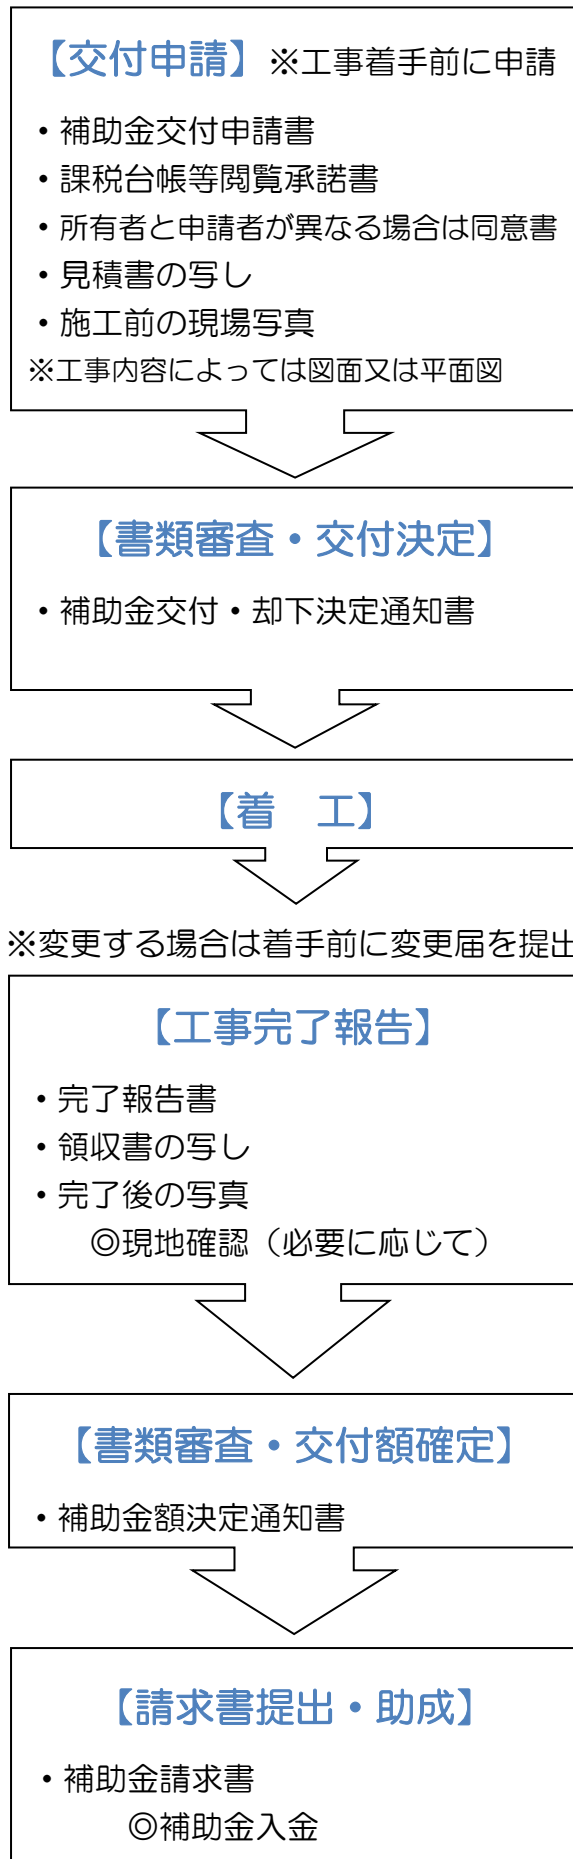 【交付申請】※工事着手前に申請
・補助金交付申請書
・課税台帳等閲覧承諾書
・所有者と申請者が異なる場合は同意書
・見積書の写し
・施工前の現場写真
※工事内容によっては図面又は平面図
【書類審査・交付決定】
・補助金交付・却下決定通知書
【着　工】
※変更する場合は着手前に変更届を提出
【工事完了報告】
・完了報告書
・領収書の写し
・完了後の写真
◎現地確認（必要に応じて）
【書類審査・交付額確定】
・補助金額決定通知書
【請求書提出・助成】
・補助金請求書
◎補助金入金